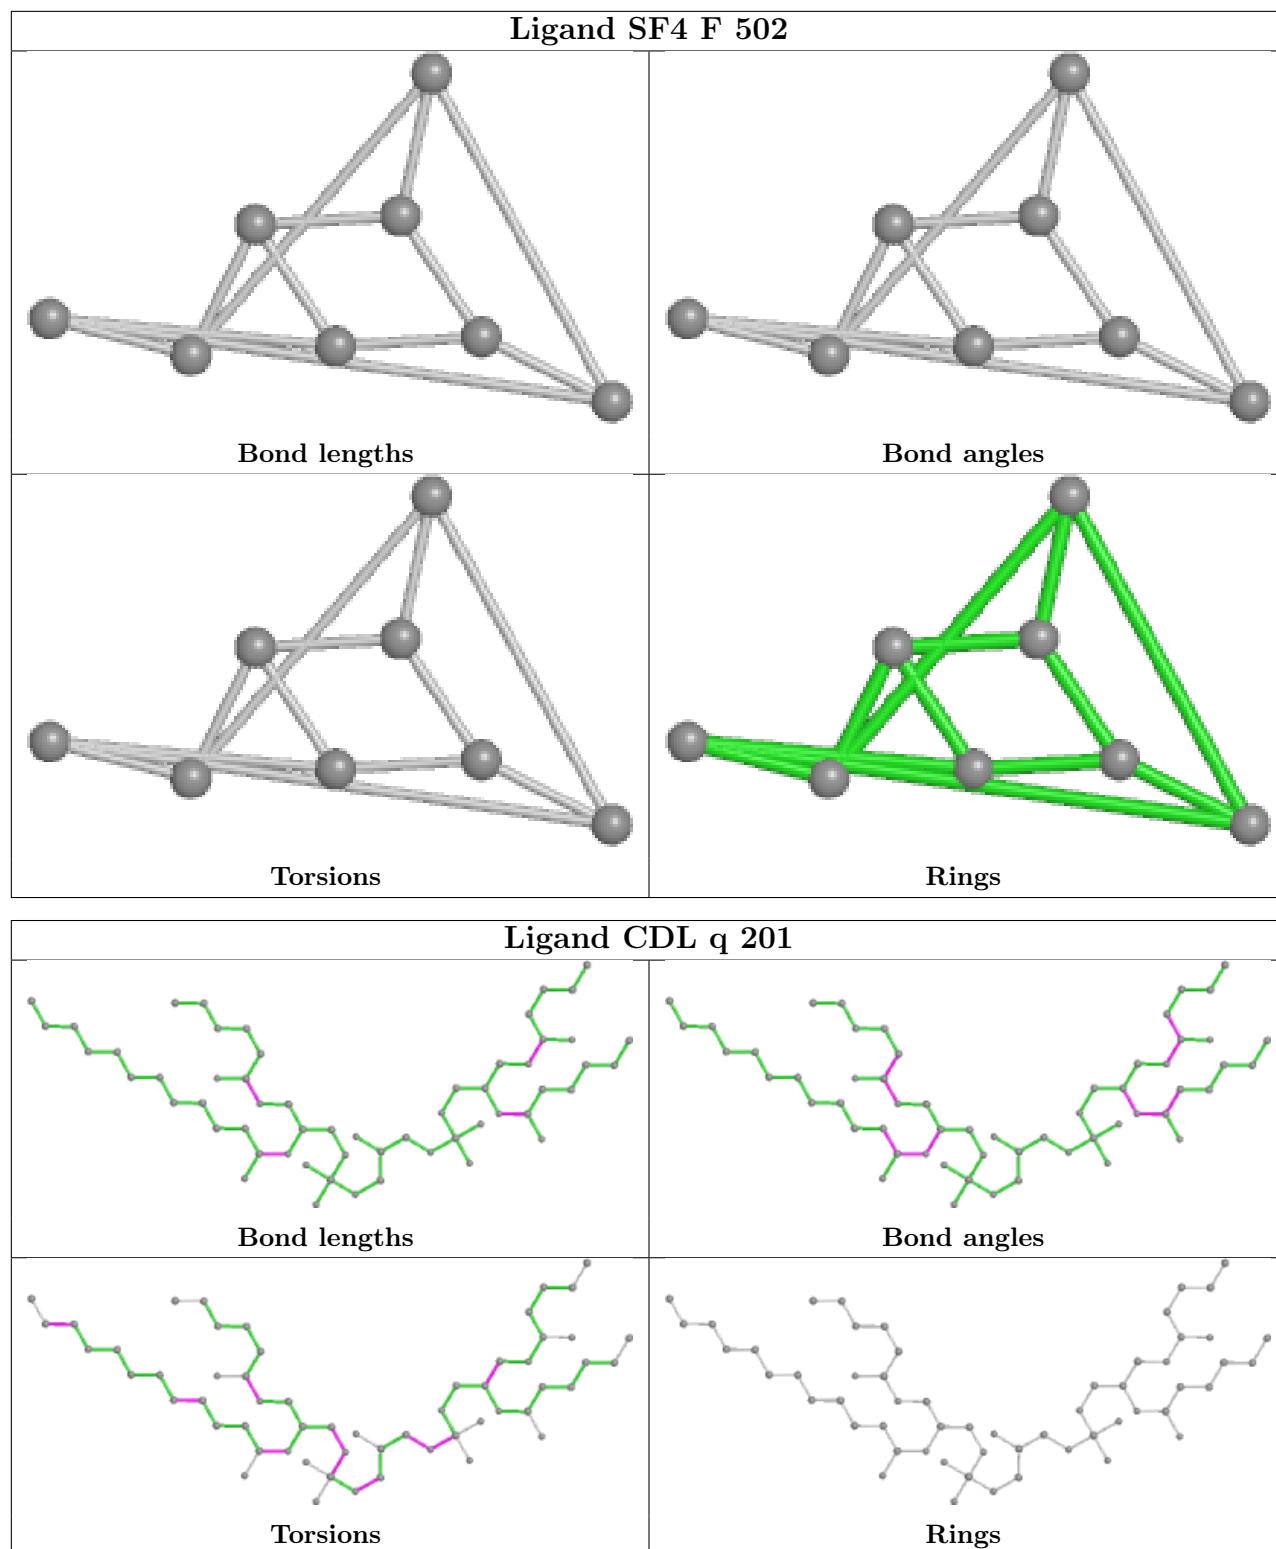 Ligand SF4 F 502
Bond lengths
Bond angles
Torsions
Rings
Ligand CDL q 201
Bond lengths
Bond angles
Torsions
Rings